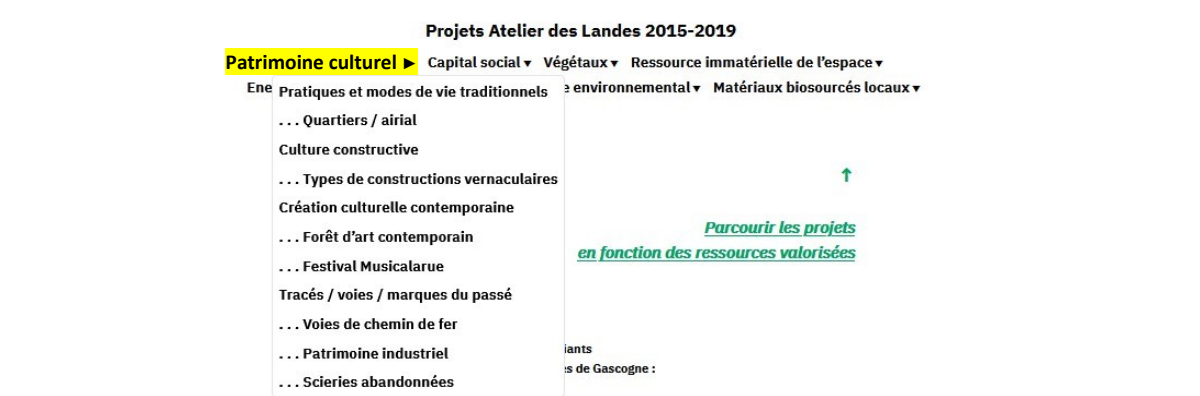 Projets Atelier des Landes 2015-2019
Patrimoine culturel ► Capital social ▾ Végétaux ▾ Ressource immatérielle de l'espace ▾
Ene environnemental ▾ Matériaux biosourcés locaux ▾
Pratiques et modes de vie traditionnels
. . . Quartiers / airial
Culture constructive
. . . Types de constructions vernaculaires
↑
Création culturelle contemporaine
Parcourir les projets
. . . Forêt d'art contemporain
en fonction des ressources valorisées
. . . Festival Musicalarue
Tracés / voies / marques du passé
. . . Voies de chemin de fer
. . . Patrimoine industriel
iants
de Gascogne :
. . . Scieries abandonnées